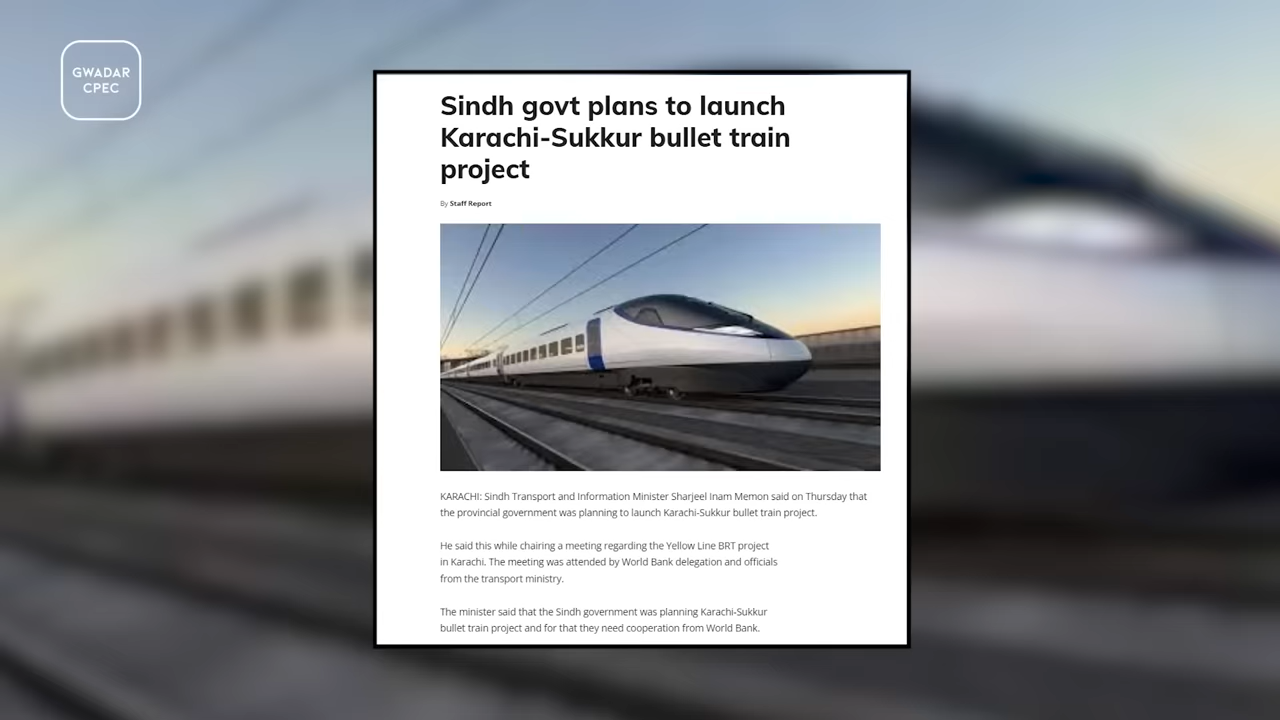 GWADAR
CPEC
Sindh govt plans to launch
Karachi-Sukkur bullet train
project
By Staff Report
KARACHI: Sindh Transport and Information Minister Sharjeel Inam Memon said on Thursday that
the provincial government was planning to launch Karachi-Sukkur bullet train project.
He said this while chairing a meeting regarding the Yellow Line BRT project
in Karachi. The meeting was attended by World Bank delegation and officials
from the transport ministry.
The minister said that the Sindh government was planning Karachi-Sukkur
bullet train project and for that they need cooperation from World Bank.